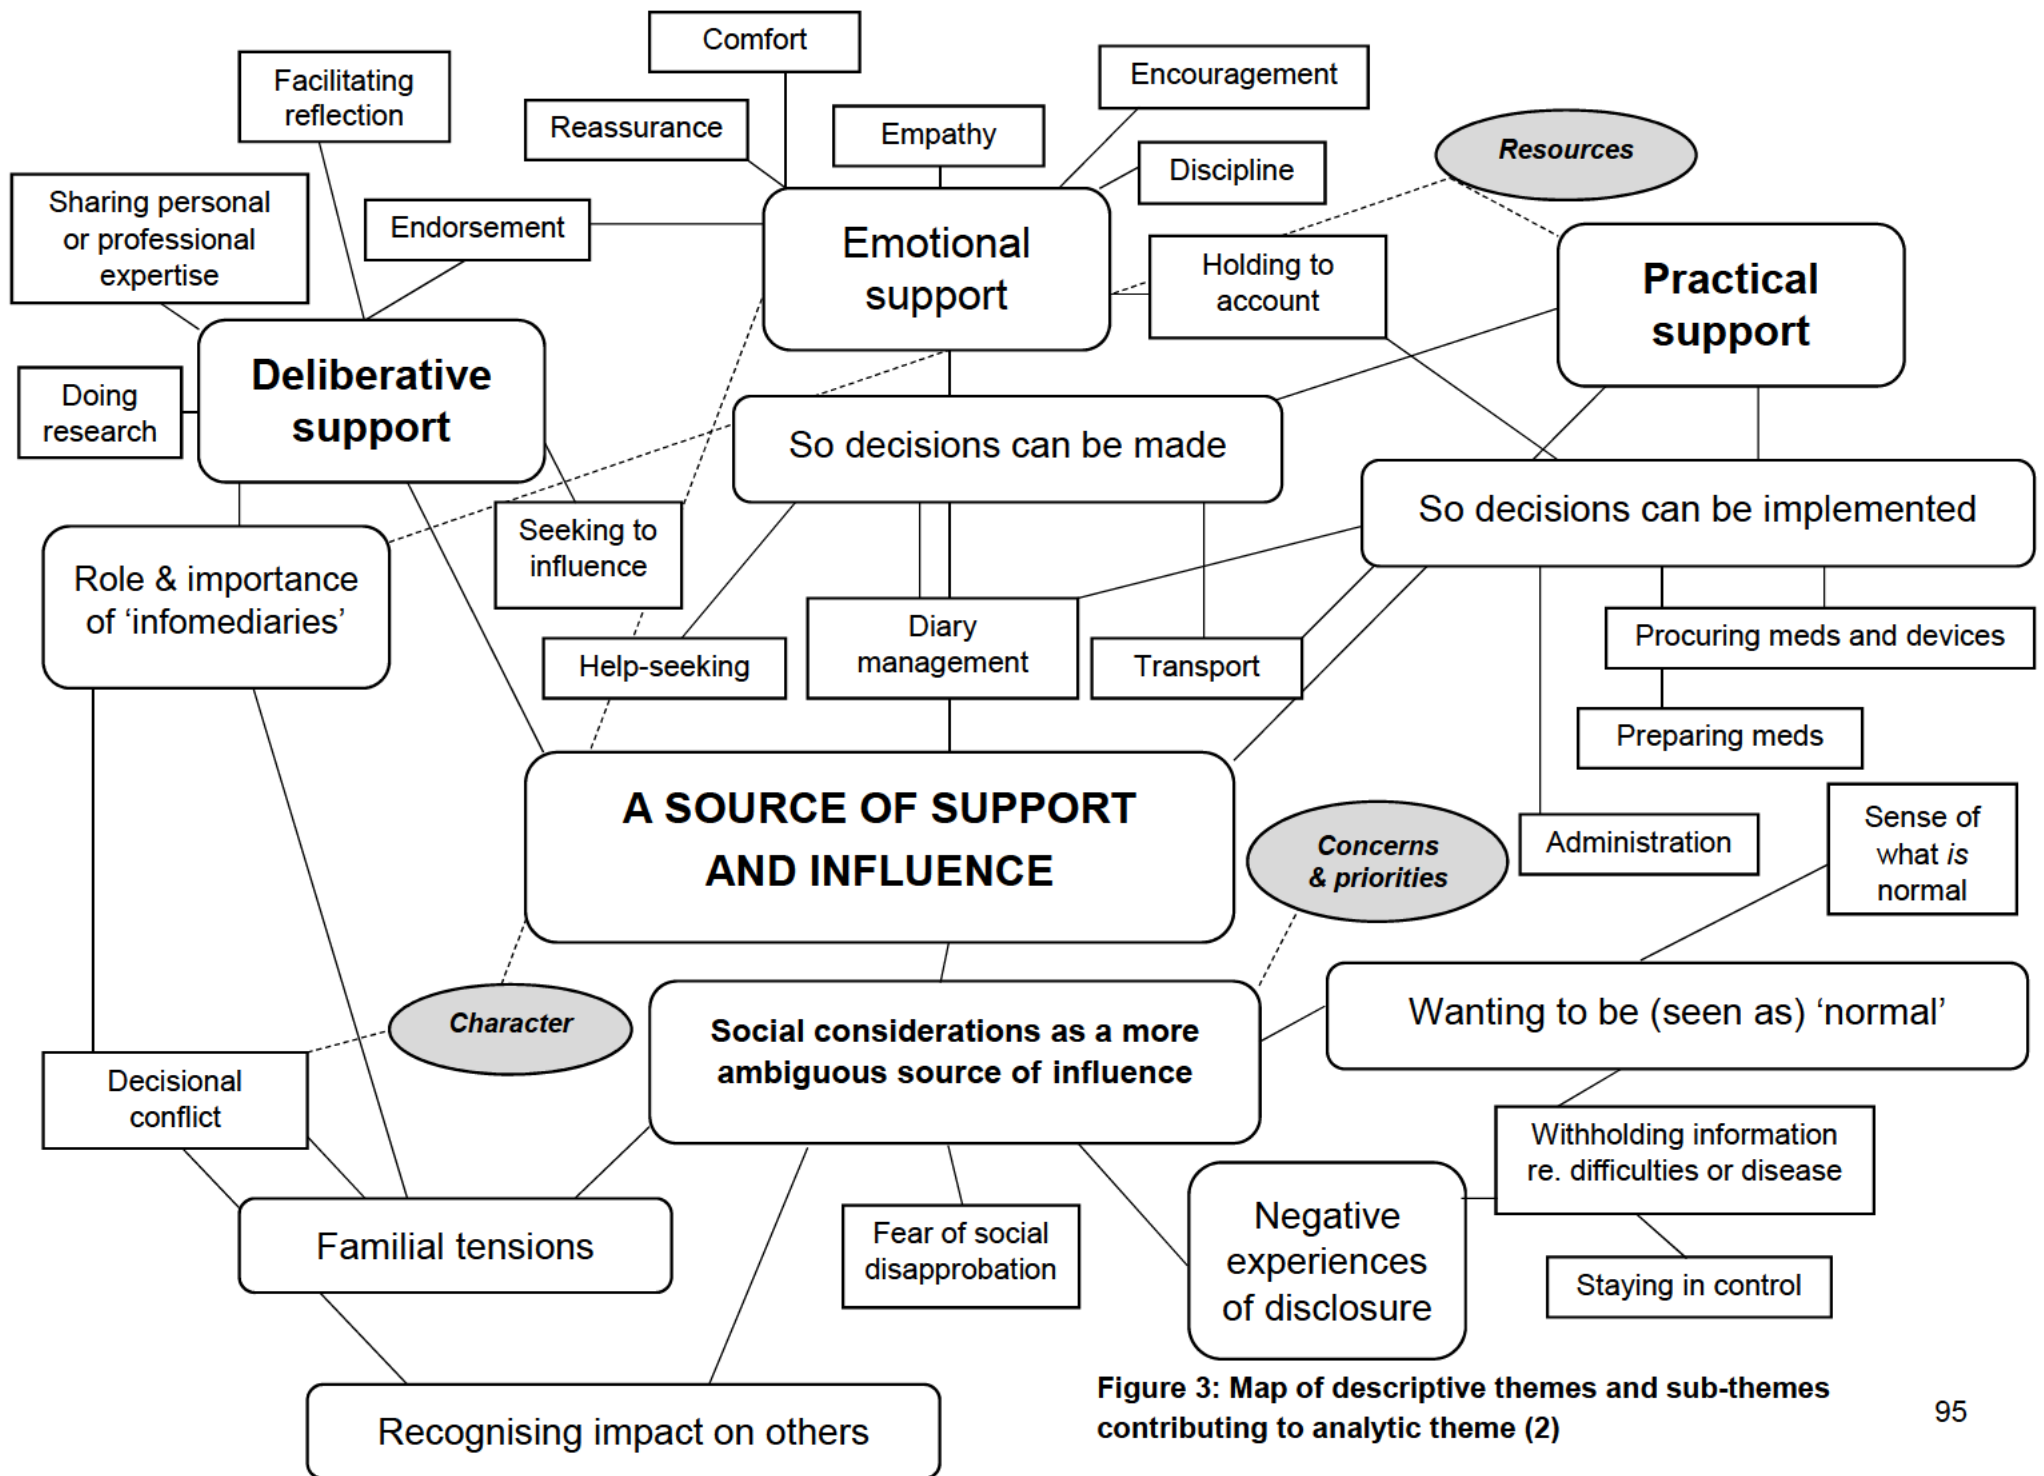 Comfort
Facilitating
reflection
Encouragement
Reassurance
Empathy
Resources
Discipline
Sharing personal
or professional
expertise
Endorsement
Emotional
support
Holding to
account
Practical
support
Deliberative
support
Doing
research
So decisions can be made
So decisions can be implemented
Seeking to
influence
Role & importance
of ‘infomediaries’
Help-seeking
Diary
management
Transport
Procuring meds and devices
Preparing meds
A SOURCE OF SUPPORT
AND INFLUENCE
Concerns
& priorities
Administration
Sense of
what is
normal
Character
Social considerations as a more
ambiguous source of influence
Wanting to be (seen as) ‘normal’
Decisional
conflict
Withholding information
re. difficulties or disease
Familial tensions
Fear of social
disapprobation
Negative
experiences
of disclosure
Staying in control
Recognising impact on others
Figure 3: Map of descriptive themes and sub-themes
contributing to analytic theme (2)
95